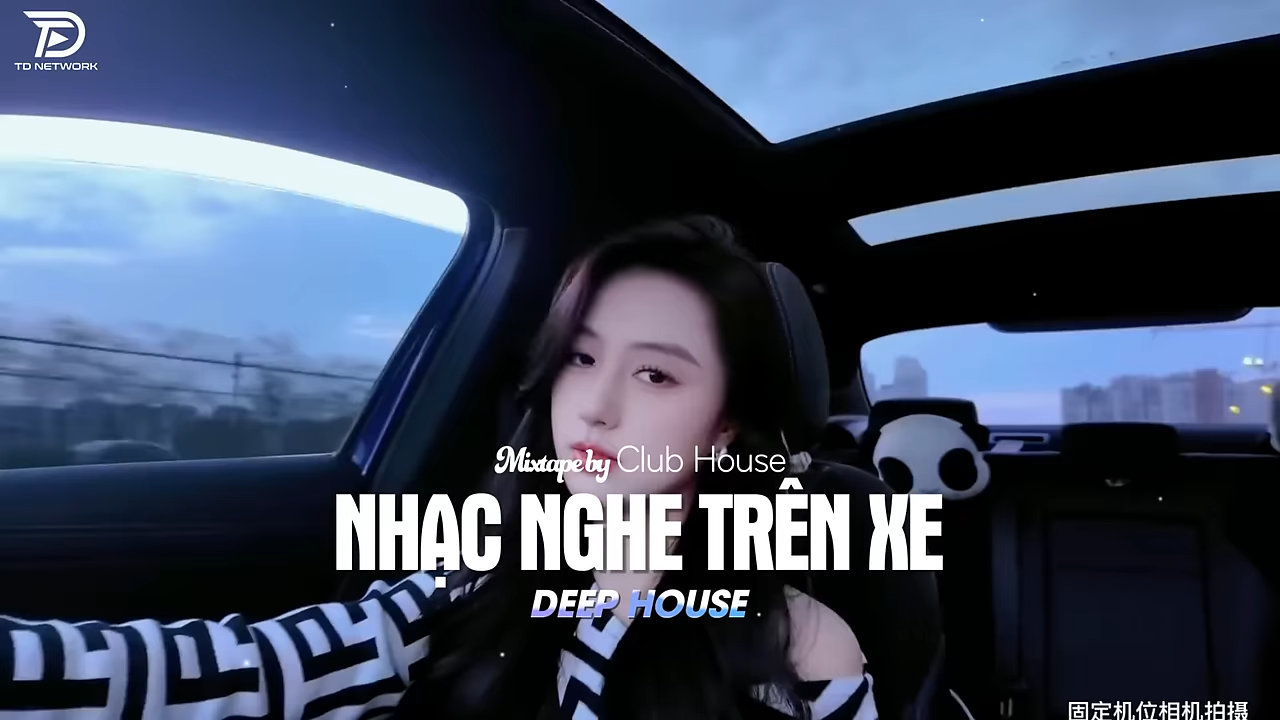 TD NETWORK
Mixtape by Club House
NHẠC NGHE TRÊN XE
DEEP HOUSE
固定机位相机拍摄